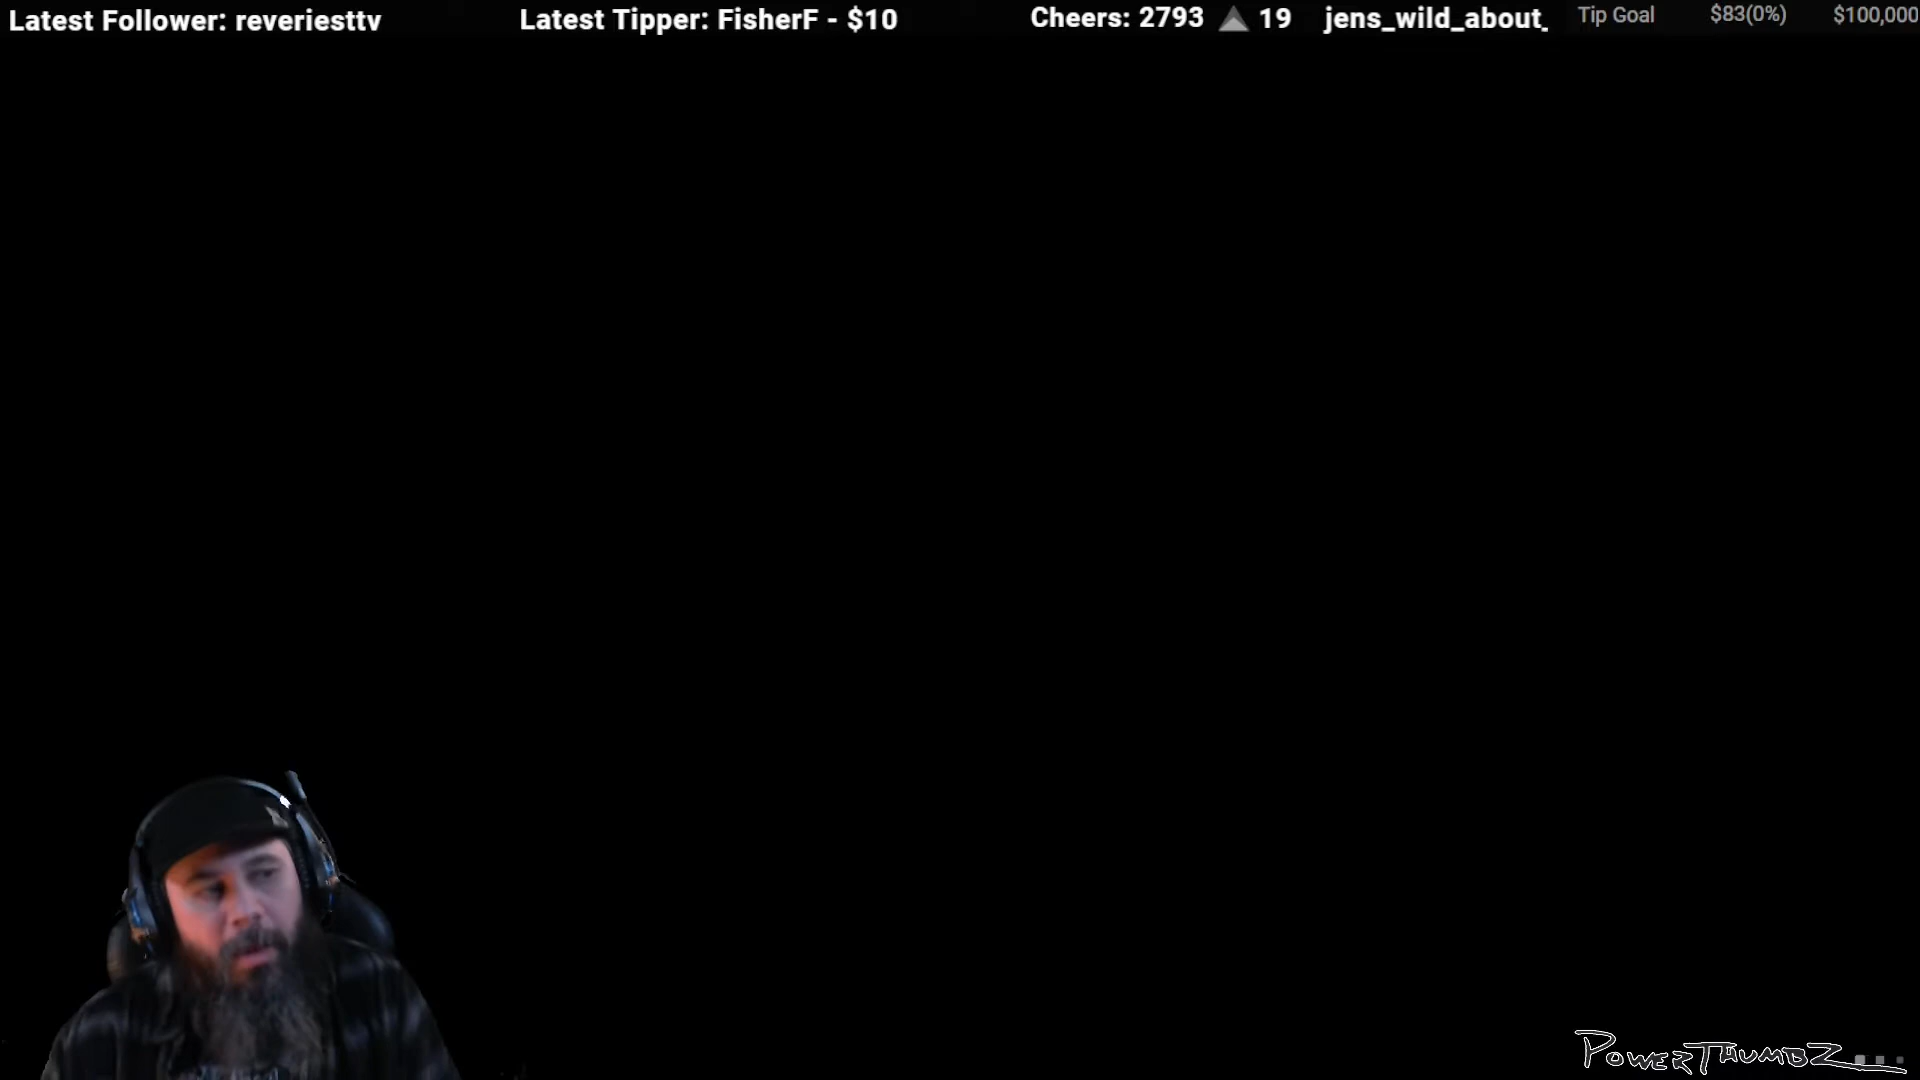 Latest Follower: reveriesttv
Latest Tipper: FisherF - $10
Cheers: 2793 ▲ 19
jens_wild_about_
Tip Goal $83(0%) $100,000
PowerThumbZ